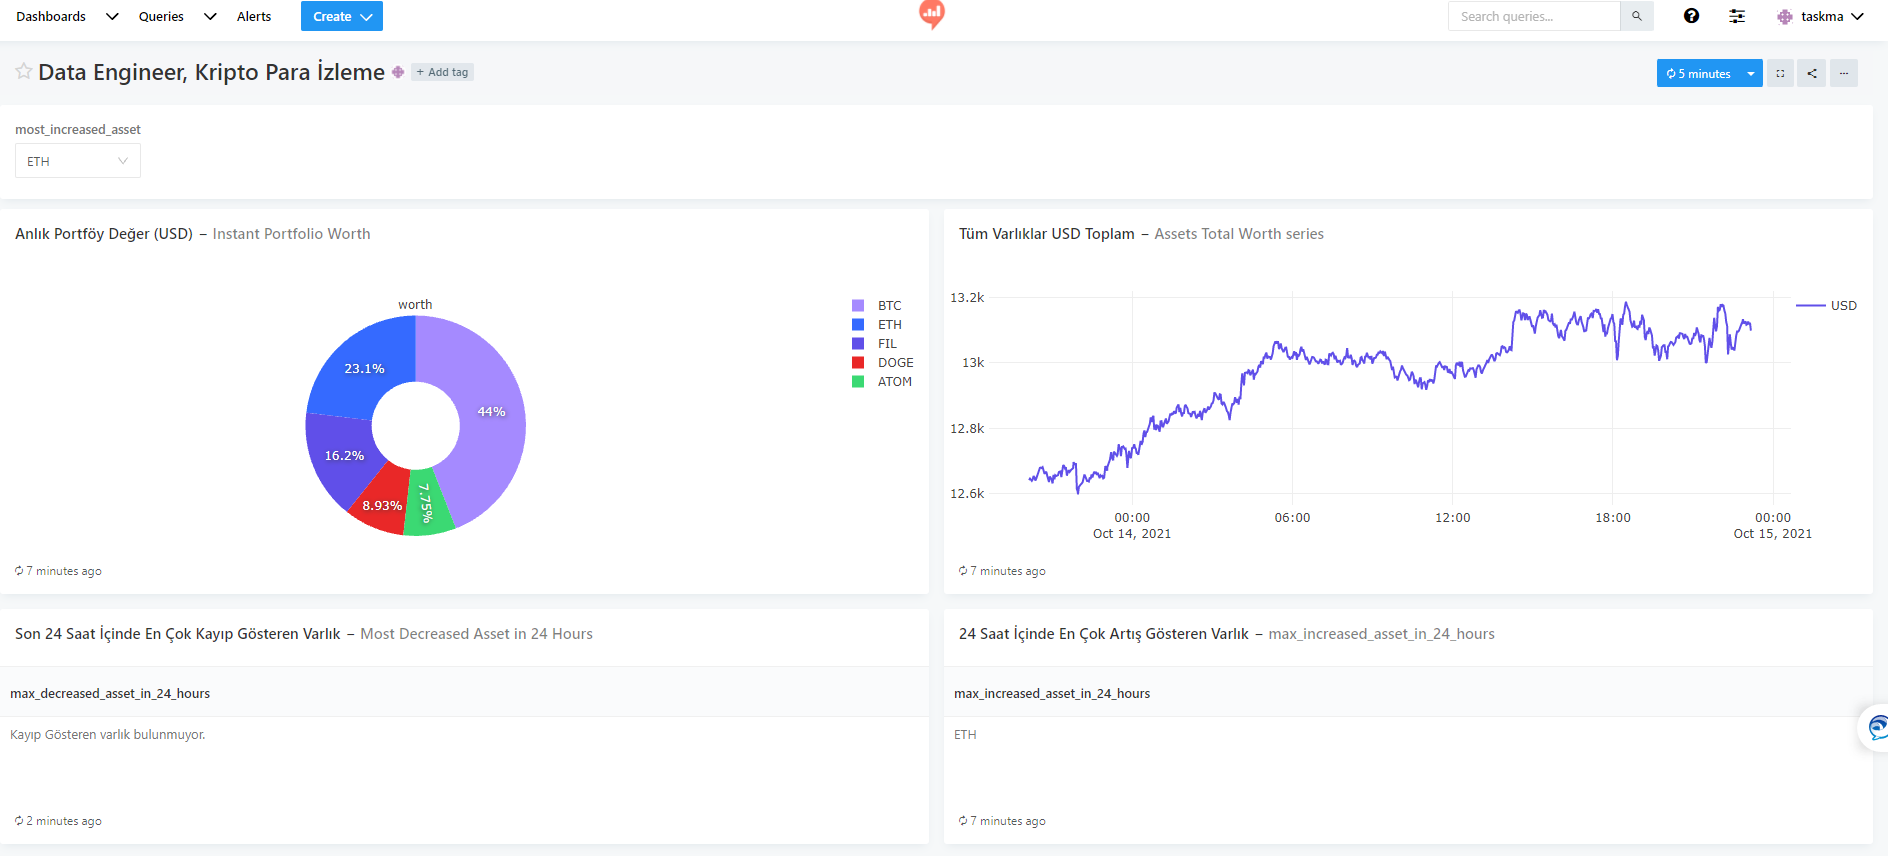 Dashboards Queries Alerts Create Search queries... taskma
Data Engineer, Kripto Para İzleme + Add tag 5 minutes
most_increased_asset
ETH
Anlık Portföy Değer (USD) – Instant Portfolio Worth
worth
BTC
ETH
FIL
DOGE
ATOM
23.1%
44%
16.2%
8.93%
7.75%
7 minutes ago
Tüm Varlıklar USD Toplam – Assets Total Worth series
13.2k
13k
12.8k
12.6k
USD
00:00 06:00 12:00 18:00 00:00
Oct 14, 2021 Oct 15, 2021
7 minutes ago
Son 24 Saat İçinde En Çok Kayıp Gösteren Varlık – Most Decreased Asset in 24 Hours
max_decreased_asset_in_24_hours
Kayıp Gösteren varlık bulunmuyor.
2 minutes ago
24 Saat İçinde En Çok Artış Gösteren Varlık – max_increased_asset_in_24_hours
max_increased_asset_in_24_hours
ETH
7 minutes ago